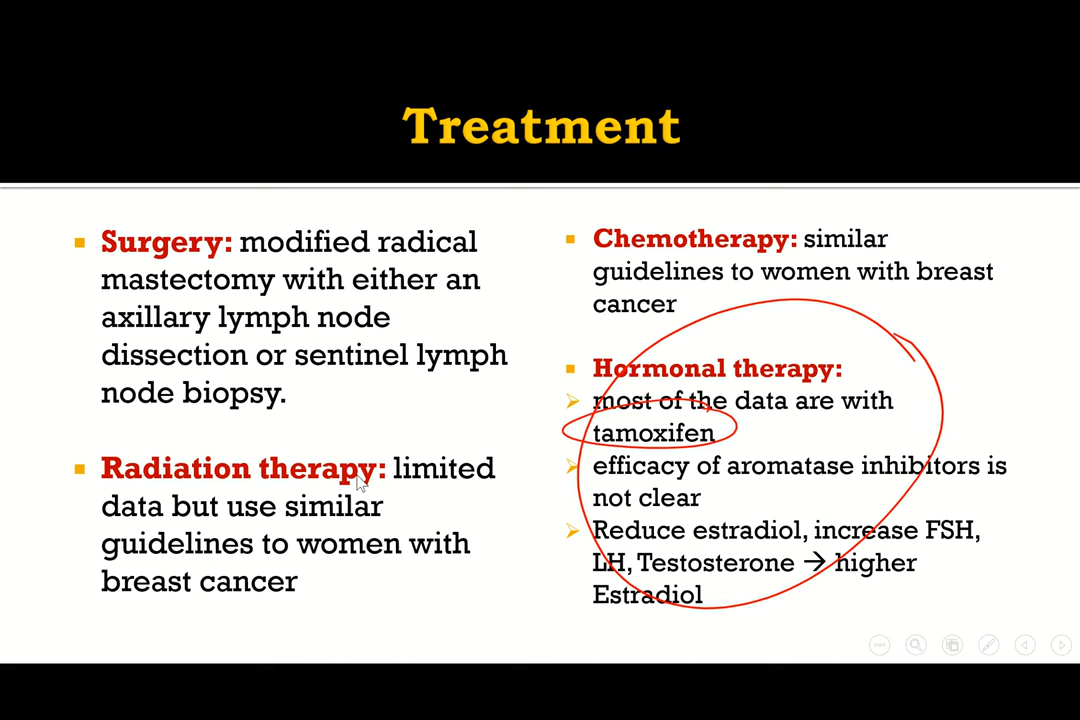 Treatment
Surgery: modified radical
mastectomy with either an
axillary lymph node
dissection or sentinel lymph
node biopsy.
Radiation therapy: limited
data but use similar
guidelines to women with
breast cancer
Chemotherapy: similar
guidelines to women with breast
cancer
Hormonal therapy:
most of the data are with
tamoxifen
efficacy of aromatase inhibitors is
not clear
Reduce estradiol, increase FSH,
LH, Testosterone → higher
Estradiol